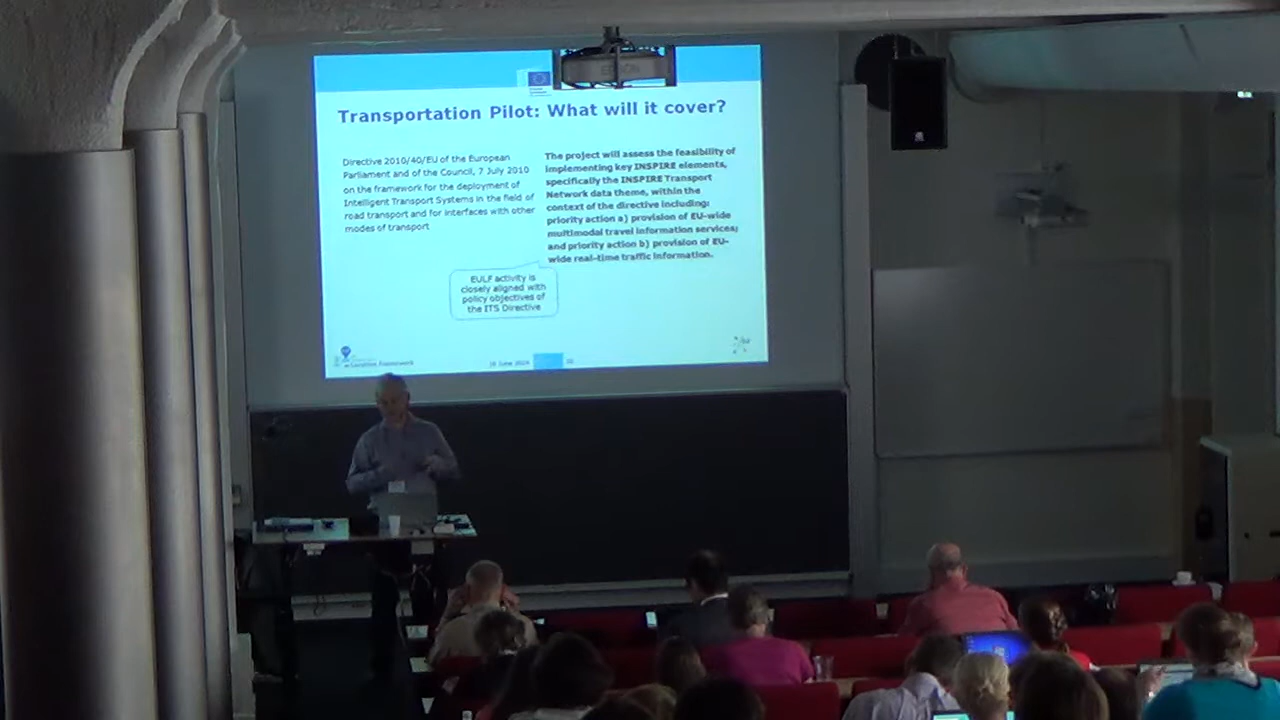 Transportation Pilot: What will it cover?
Directive 2010/40/EU of the European
Parliament and of the Council, 7 July 2010
on the framework for the deployment of
Intelligent Transport Systems in the field of
road transport and for interfaces with other
modes of transport
The project will assess the feasibility of
implementing key INSPIRE elements,
specifically the INSPIRE Transport
Network data theme, within the
context of the directive including:
priority action a) provision of EU-wide
multimodal travel information services;
and priority action b) provision of EU-
wide real-time traffic information.
EULF activity is
closely aligned with
policy objectives of
the ITS Directive
Location Framework
June
EPSON